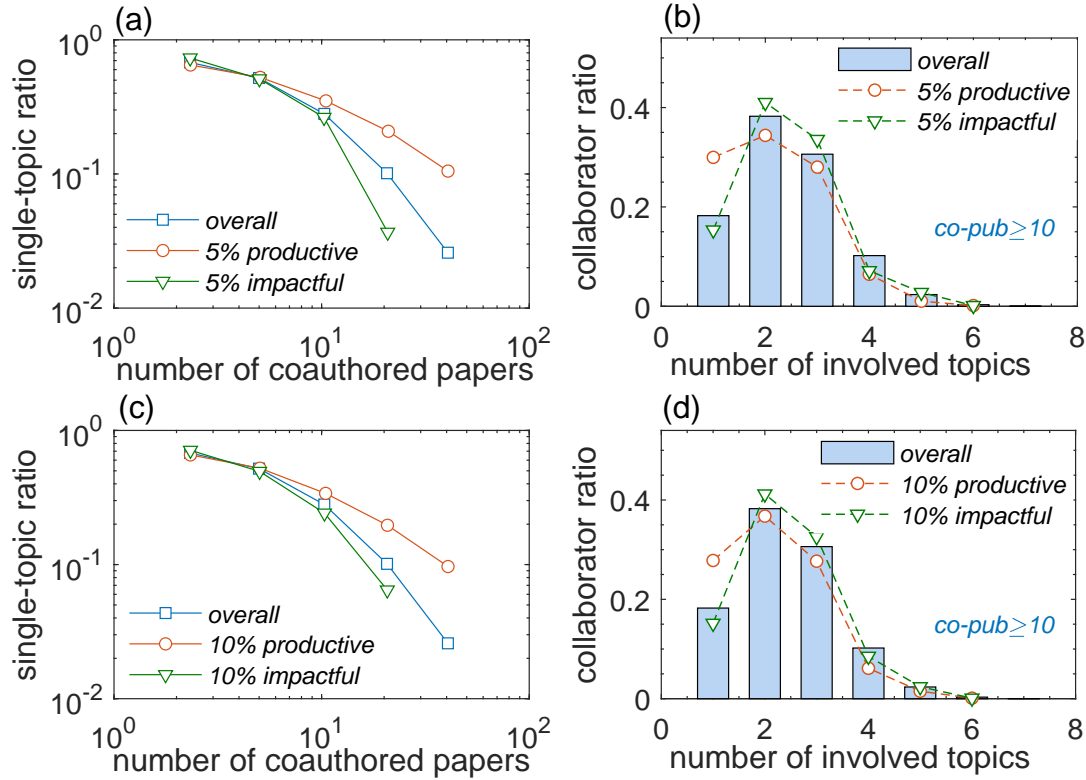 (a)
single-topic ratio
10^0
10^-1
10^-2
overall
5% productive
5% impactful
10^0
10^1
10^2
number of coauthored papers
(b)
collaborator ratio
0.4
0.2
0
overall
5% productive
5% impactful
co-pub≥10
0
2
4
6
8
number of involved topics
(c)
single-topic ratio
10^0
10^-1
10^-2
overall
10% productive
10% impactful
10^0
10^1
10^2
number of coauthored papers
(d)
collaborator ratio
0.4
0.2
0
overall
10% productive
10% impactful
co-pub≥10
0
2
4
6
8
number of involved topics